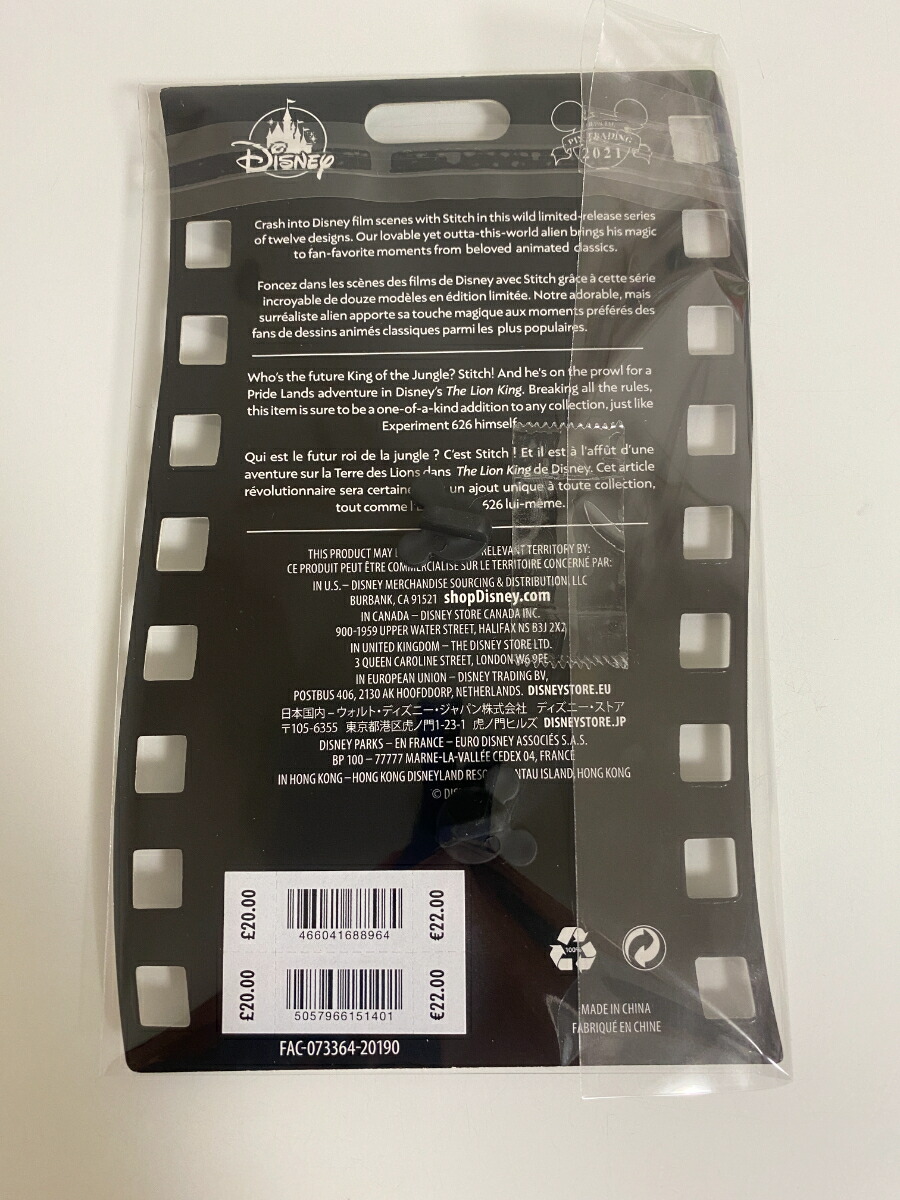 DISNEY
PIN TRADING
2021
Crash into Disney film scenes with Stitch in this wild limited-release series
of twelve designs. Our lovable yet outta-this-world alien brings his magic
to fan-favorite moments from beloved animated classics.
Foncez dans les scènes des films de Disney avec Stitch grâce à cette série
incroyable de douze modèles en édition limitée. Notre adorable, mais
surréaliste alien apporte sa touche magique aux moments préférés des
fans de dessins animés classiques parmi les plus populaires.
Who's the future King of the Jungle? Stitch! And he's on the prowl for a
Pride Lands adventure in Disney's The Lion King. Breaking all the rules,
this item is sure to be a one-of-a-kind addition to any collection, just like
Experiment 626 himself.
Qui est le futur roi de la jungle ? C'est Stitch ! Et il est à l'affût d'une
aventure sur la Terre des Lions dans The Lion King de Disney. Cet article
révolutionnaire sera un ajout unique à toute collection,
tout comme 626 lui-même.
THIS PRODUCT MAY RELEVANT TERRITORY BY:
CE PRODUIT PEUT ÊTRE COMMERCIALISE SUR LE TERRITOIRE CONCERNÉ PAR:
IN U.S. – DISNEY MERCHANDISE SOURCING & DISTRIBUTION, LLC
BURBANK, CA 91521 shopDisney.com
IN CANADA – DISNEY STORE CANADA INC.
900-1959 UPPER WATER STREET, HALIFAX NS B3J 2X2
IN UNITED KINGDOM – THE DISNEY STORE LTD.
3 QUEEN CAROLINE STREET, LONDON W6 9PE
IN EUROPEAN UNION – DISNEY TRADING BV,
POSTBUS 406, 2130 AK HOOFDDORP, NETHERLANDS. DISNEYSTORE.EU
日本国内 – ウォルト・ディズニー・ジャパン株式会社 ディズニー・ストア
〒105-6355 東京都港区虎ノ門1-23-1 虎ノ門ヒルズ DISNEYSTORE.JP
DISNEY PARKS – EN FRANCE – EURO DISNEY ASSOCIÉS S.A.S.
BP 100 – 77777 MARNE-LA-VALLÉE CEDEX 04, FRANCE
IN HONG KONG – HONG KONG DISNEYLAND ISLAND, HONG KONG
©
£20.00
466041688964
€22.00
£20.00
5057966151401
€22.00
FAC-073364-20190
100%
MADE IN CHINA
FABRIQUÉ EN CHINE